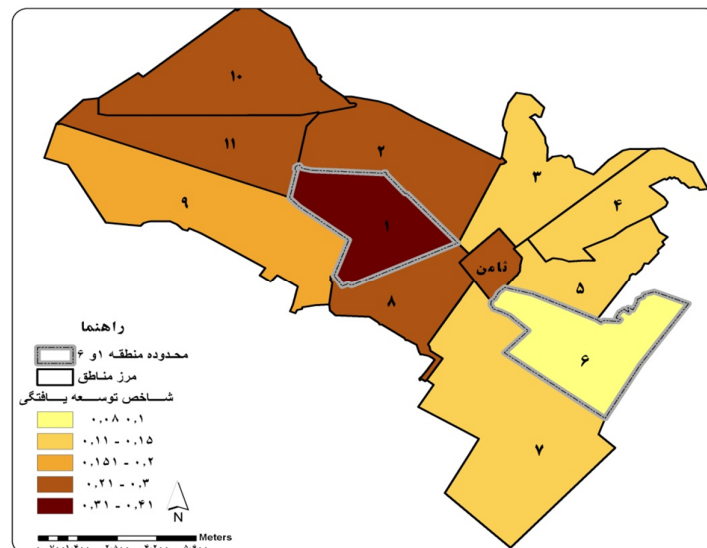 ۱۰
۱۱
۲
۳
۴
۹
۱
ثامن
۵
۸
۶
۷
راهنما
محدوده منطقه ۱و ۶
مرز مناطق
شاخص توسعه یافتگی
۰,۰۸ ۰,۱
۰,۱۱ - ۰,۱۵
۰,۱۵۱ - ۰,۲
۰,۲۱ - ۰,۳
۰,۳۱ - ۰,۴۱
N
Meters